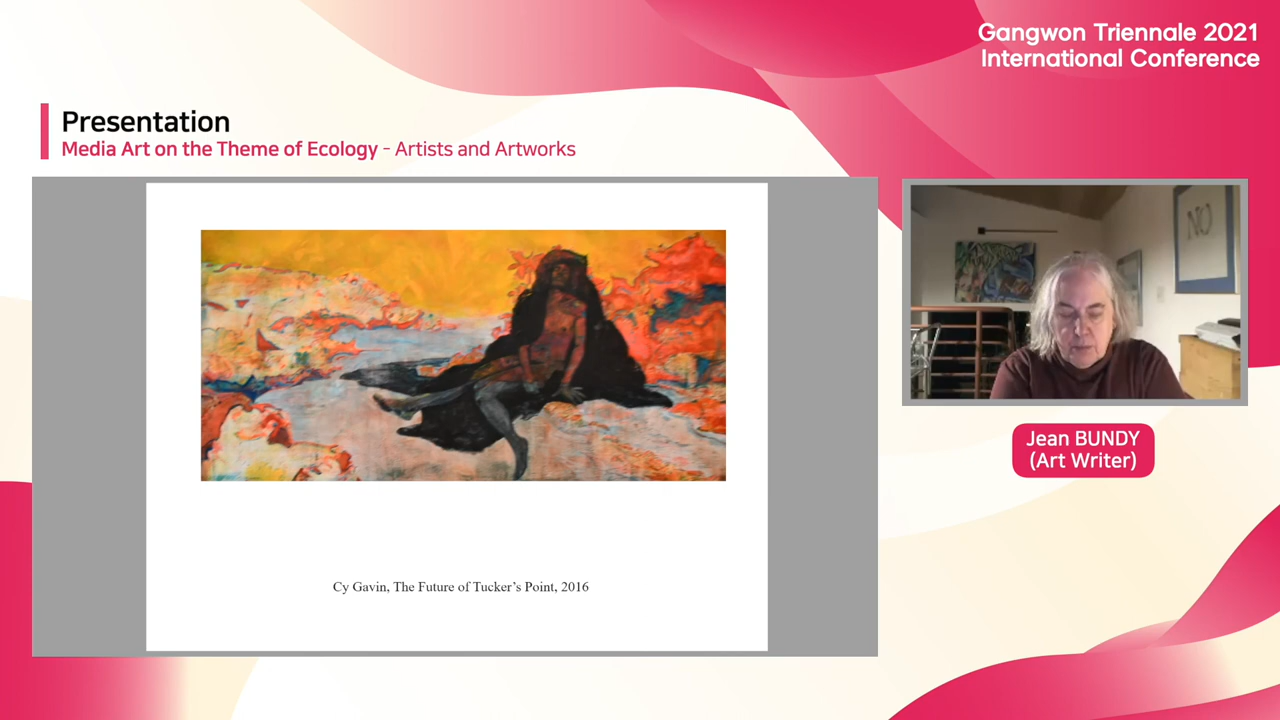 Gangwon Triennale 2021
International Conference
Presentation
Media Art on the Theme of Ecology - Artists and Artworks
NO
Jean BUNDY
(Art Writer)
Cy Gavin, The Future of Tucker's Point, 2016